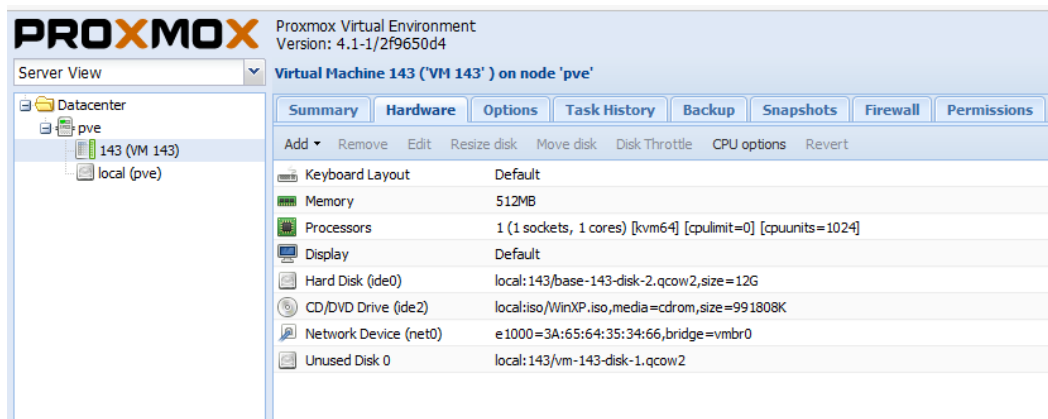 PROXMOX
Proxmox Virtual Environment
Version: 4.1-1/2f9650d4
Server View
Virtual Machine 143 ('VM 143' ) on node 'pve'
Datacenter
pve
143 (VM 143)
local (pve)
Summary Hardware Options Task History Backup Snapshots Firewall Permissions
Add Remove Edit Resize disk Move disk Disk Throttle CPU options Revert
Keyboard Layout Default
Memory 512MB
Processors 1 (1 sockets, 1 cores) [kvm64] [cpulimit=0] [cpuunits=1024]
Display Default
Hard Disk (ide0) local:143/base-143-disk-2.qcow2,size=12G
CD/DVD Drive (ide2) local:iso/WinXP.iso,media=cdrom,size=991808K
Network Device (net0) e1000=3A:65:64:35:34:66,bridge=vmbr0
Unused Disk 0 local:143/vm-143-disk-1.qcow2